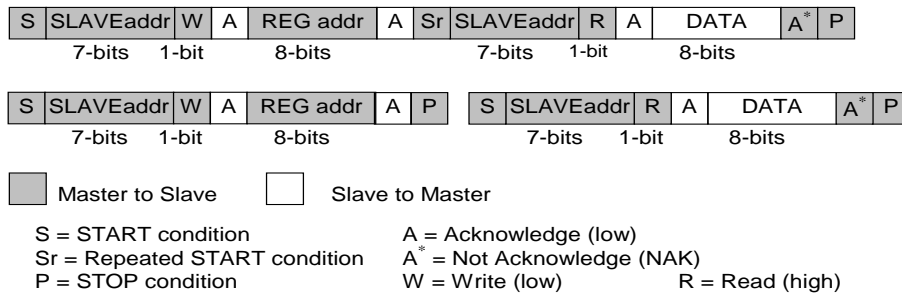 S SLAVEaddr W A REG addr A Sr SLAVEaddr R A DATA A* P
7-bits 1-bit 8-bits 7-bits 1-bit 8-bits
S SLAVEaddr W A REG addr A P S SLAVEaddr R A DATA A* P
7-bits 1-bit 8-bits 7-bits 1-bit 8-bits
Master to Slave Slave to Master
S = START condition A = Acknowledge (low)
Sr = Repeated START condition A* = Not Acknowledge (NAK)
P = STOP condition W = Write (low) R = Read (high)